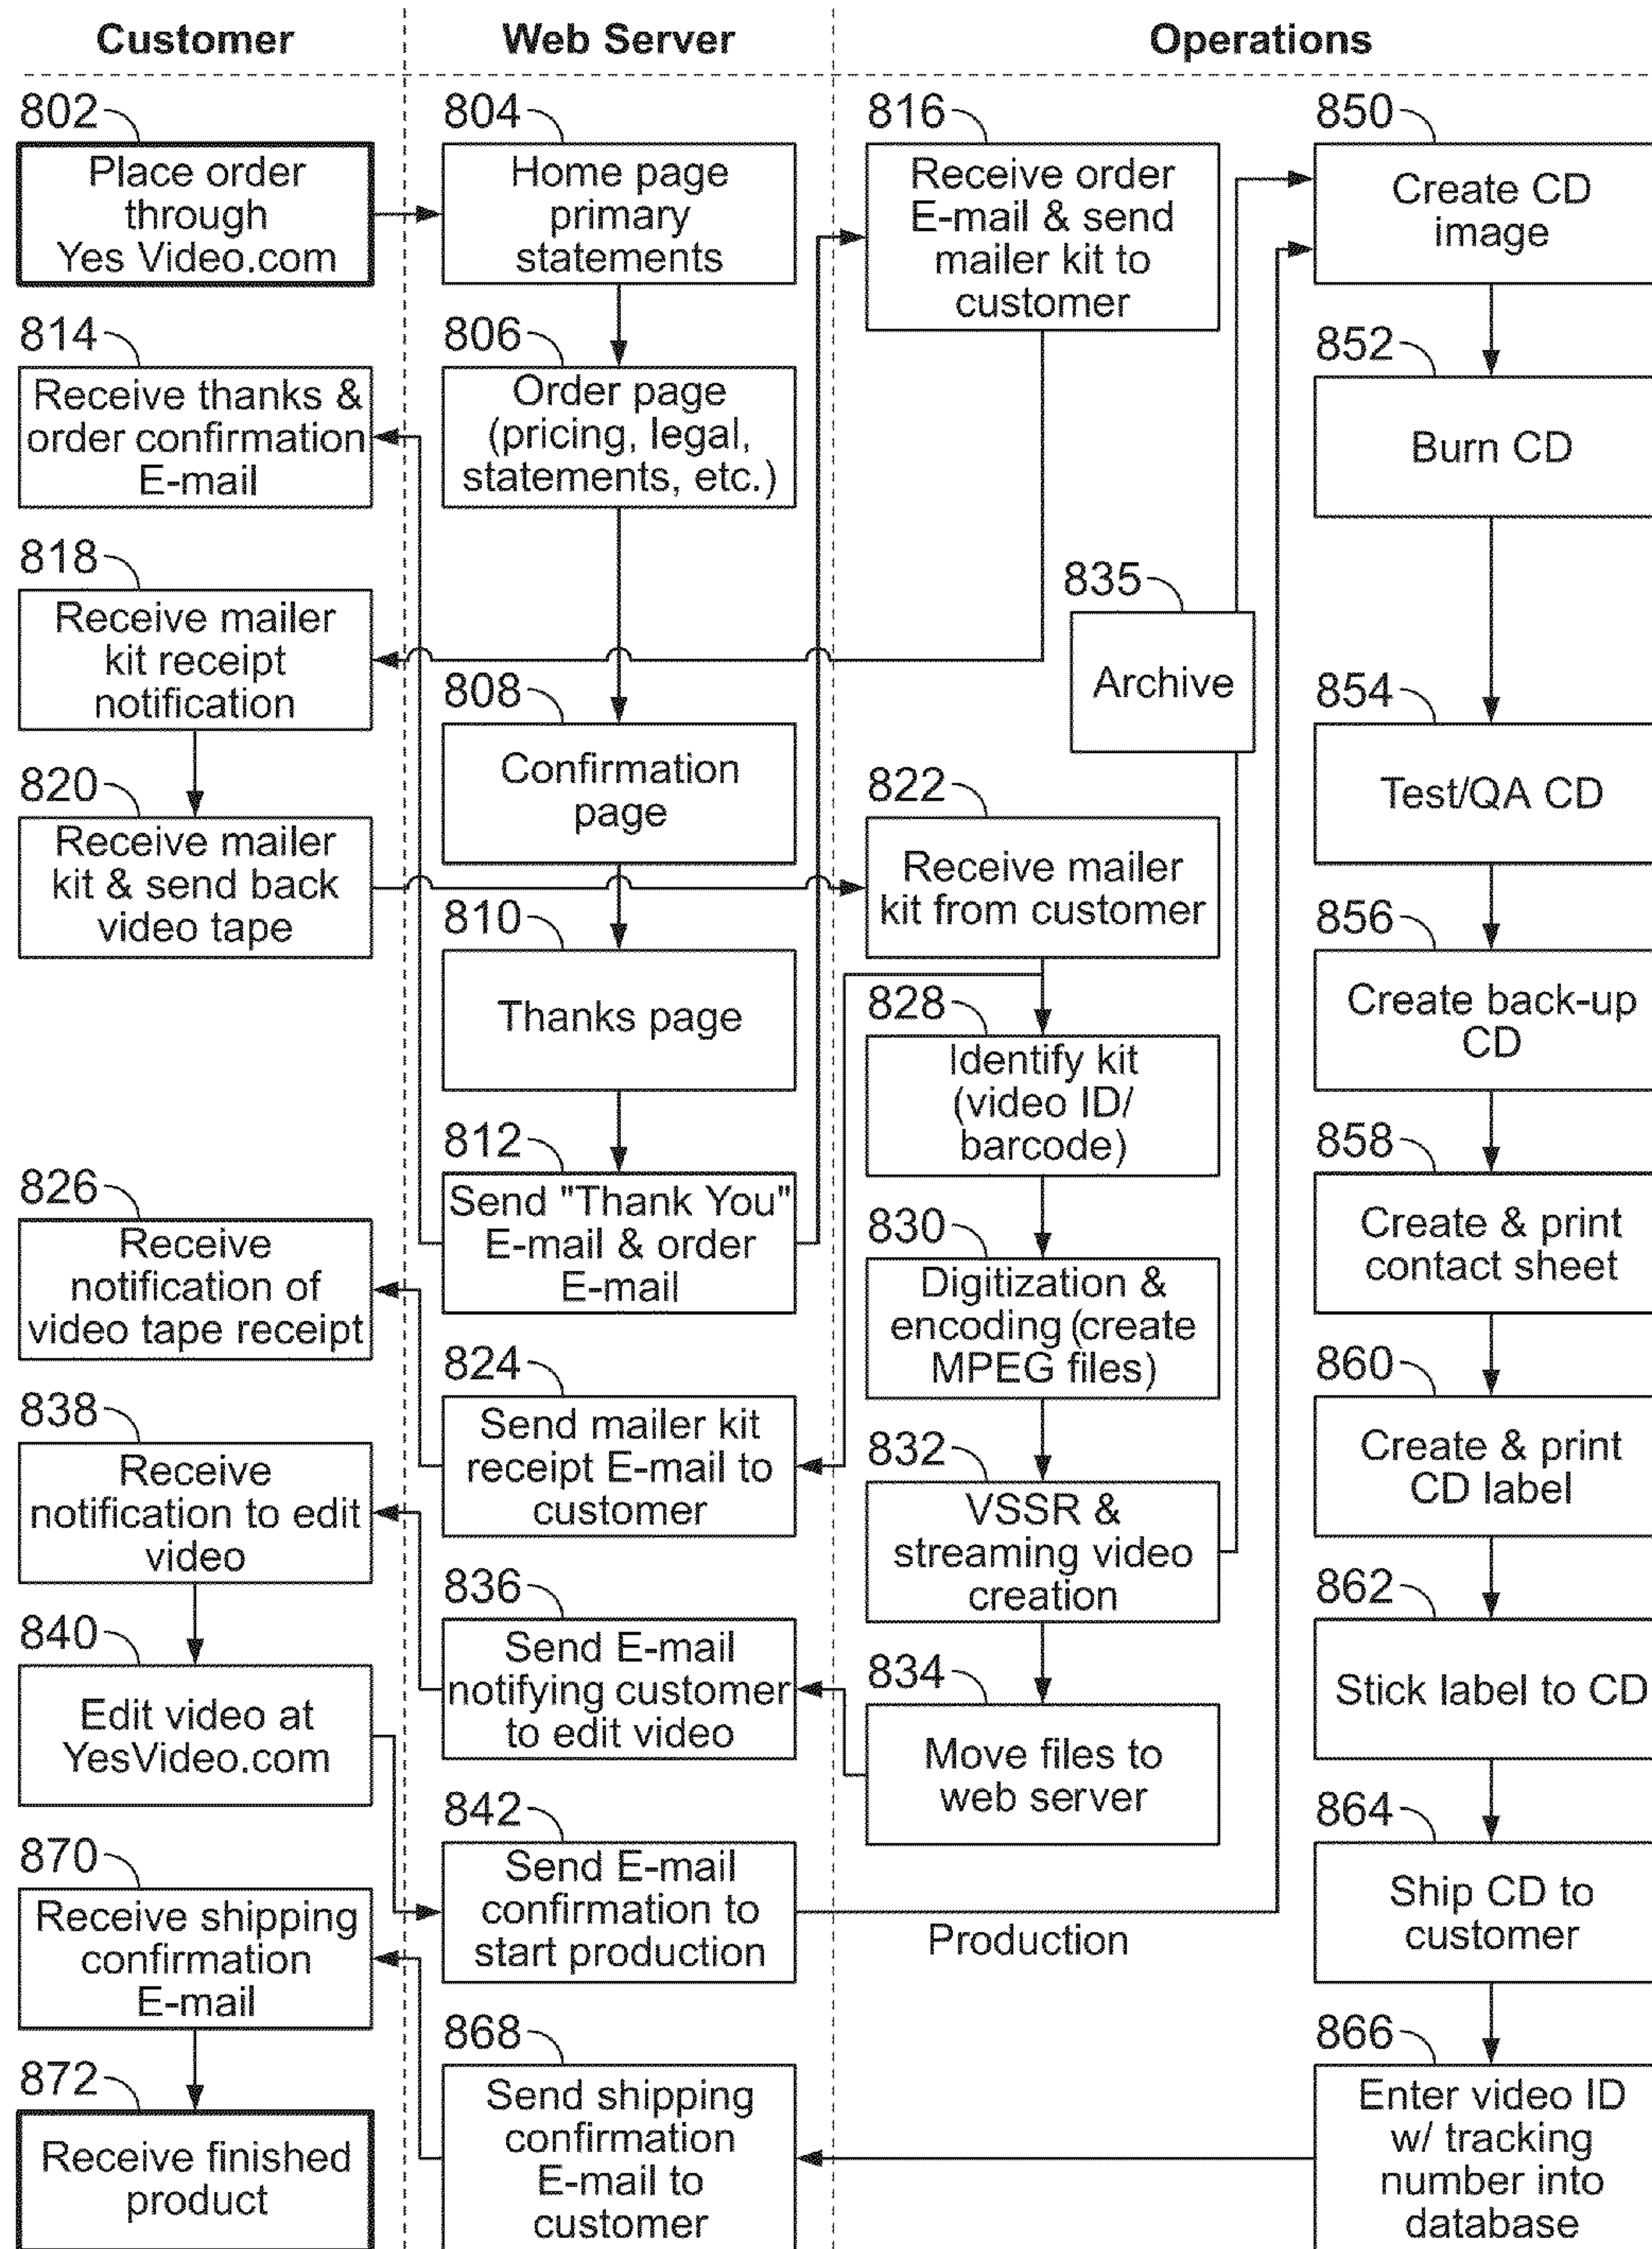 Customer
Web Server
Operations
802
Place order
through
Yes Video.com
814
Receive thanks &
order confirmation
E-mail
818
Receive mailer
kit receipt
notification
820
Receive mailer
kit & send back
video tape
826
Receive
notification of
video tape receipt
838
Receive
notification to edit
video
840
Edit video at
YesVideo.com
870
Receive shipping
confirmation
E-mail
872
Receive finished
product
804
Home page
primary
statements
806
Order page
(pricing, legal,
statements, etc.)
808
Confirmation
page
810
Thanks page
812
Send "Thank You"
E-mail & order
E-mail
824
Send mailer kit
receipt E-mail to
customer
836
Send E-mail
notifying customer
to edit video
842
Send E-mail
confirmation to
start production
868
Send shipping
confirmation
E-mail to
customer
816
Receive order
E-mail & send
mailer kit to
customer
835
Archive
822
Receive mailer
kit from customer
828
Identify kit
(video ID/
barcode)
830
Digitization &
encoding (create
MPEG files)
832
VSSR &
streaming video
creation
834
Move files to
web server
Production
850
Create CD
image
852
Burn CD
854
Test/QA CD
856
Create back-up
CD
858
Create & print
contact sheet
860
Create & print
CD label
862
Stick label to CD
864
Ship CD to
customer
866
Enter video ID
w/ tracking
number into
database